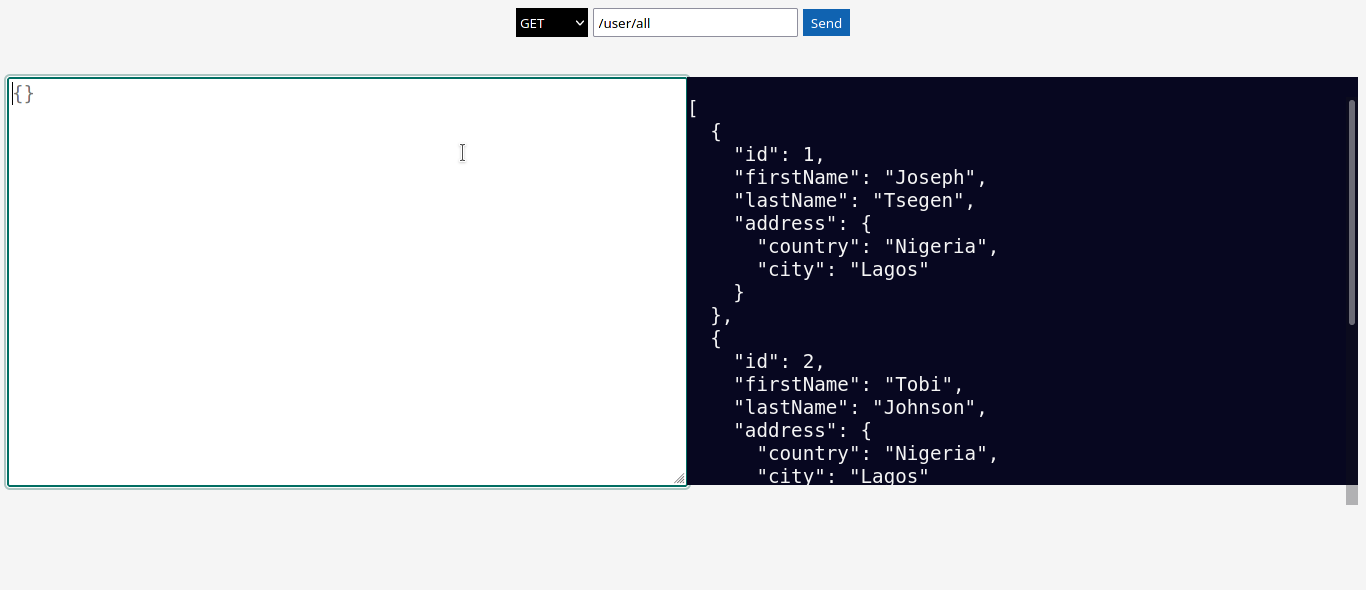 GET /user/all Send
{}
[
  {
    "id": 1,
    "firstName": "Joseph",
    "lastName": "Tsegen",
    "address": {
      "country": "Nigeria",
      "city": "Lagos"
    }
  },
  {
    "id": 2,
    "firstName": "Tobi",
    "lastName": "Johnson",
    "address": {
      "country": "Nigeria",
      "city": "Lagos"